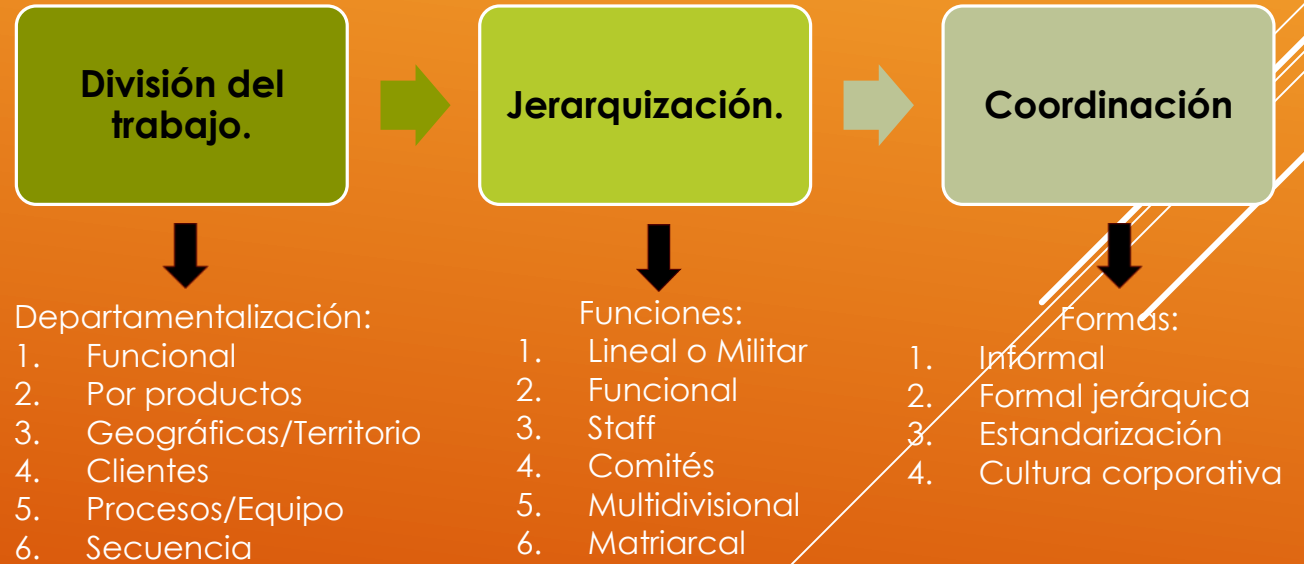 División del
trabajo.
Jerarquización.
Coordinación
Departamentalización:
1. Funcional
2. Por productos
3. Geográficas/Territorio
4. Clientes
5. Procesos/Equipo
6. Secuencia
Funciones:
1. Lineal o Militar
2. Funcional
3. Staff
4. Comités
5. Multidivisional
6. Matriarcal
Formas:
1. Informal
2. Formal jerárquica
3. Estandarización
4. Cultura corporativa